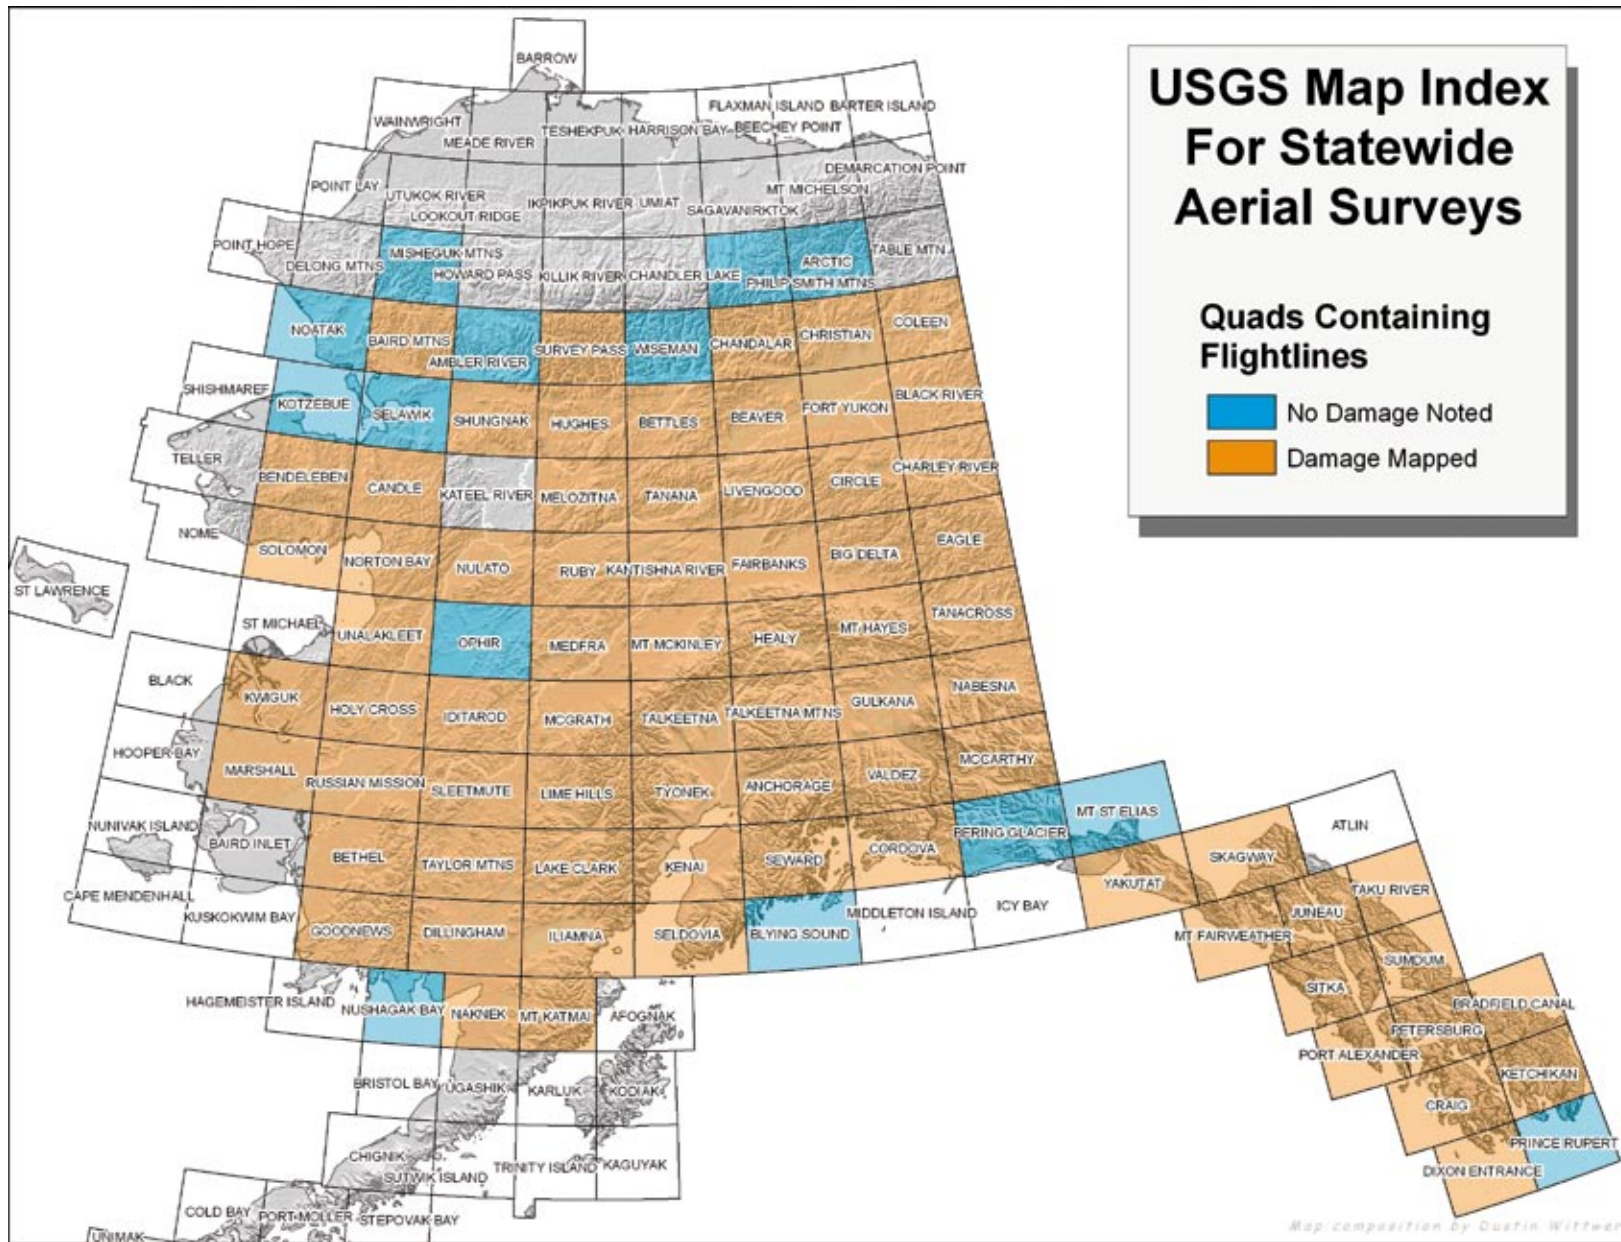 USGS Map Index
For Statewide
Aerial Surveys
Quads Containing
Flightlines
No Damage Noted
Damage Mapped
BARROW
FLAXMAN ISLAND BARTER ISLAND
WAINWRIGHT
TESHEKPUK HARRISON BAY BEECHEY POINT
MEADE RIVER
DEMARCATION POINT
POINT LAY
MT MICHELSON
UTUKOK RIVER
IKPIKPUK RIVER UMIAT
SAGAVANIRKTOK
LOOKOUT RIDGE
POINT HOPE
MISHEGUK MTNS
TABLE MTN
DELONG MTNS
ARCTIC
HOWARD PASS KILLIK RIVER CHANDLER LAKE
PHILIP SMITH MTNS
NOATAK
BAIRD MTNS
AMBLER RIVER
SURVEY PASS
WISEMAN
CHANDALAR
CHRISTIAN
COLEEN
SHISHMAREF
KOTZEBUE
SELAWIK
SHUNGNAK
HUGHES
BETTLES
BEAVER
FORT YUKON
BLACK RIVER
TELLER
BENDELEBEN
CANDLE
KATEEL RIVER
MELOZITNA
TANANA
LIVENGOOD
CIRCLE
CHARLEY RIVER
NOME
SOLOMON
NORTON BAY
NULATO
RUBY
KANTISHNA RIVER
FAIRBANKS
BIG DELTA
EAGLE
ST LAWRENCE
ST MICHAEL
UNALAKLEET
OPHIR
MEDFRA
MT MCKINLEY
HEALY
MT HAYES
TANACROSS
BLACK
KWIGUK
HOLY CROSS
IDITAROD
MCGRATH
TALKEETNA
TALKEETNA MTNS
GULKANA
NABESNA
HOOPER BAY
MARSHALL
RUSSIAN MISSION
SLEETMUTE
LIME HILLS
TYONEK
ANCHORAGE
VALDEZ
MCCARTHY
NUNIVAK ISLAND
BAIRD INLET
BETHEL
TAYLOR MTNS
LAKE CLARK
KENAI
SEWARD
CORDOVA
BERING GLACIER
MT ST ELIAS
CAPE MENDENHALL
KUSKOKWIM BAY
GOODNEWS
DILLINGHAM
ILIAMNA
SELDOVIA
BLYING SOUND
MIDDLETON ISLAND
ICY BAY
YAKUTAT
SKAGWAY
ATLIN
MT FAIRWEATHER
JUNEAU
TAKU RIVER
HAGEMEISTER ISLAND
NUSHAGAK BAY
NAKNEK
MT KATMAI
AFOGNAK
SITKA
SUMDUM
BRADFIELD CANAL
PETERSBURG
PORT ALEXANDER
KETCHIKAN
BRISTOL BAY
UGASHIK
KARLUK
KODIAK
CRAIG
PRINCE RUPERT
DIXON ENTRANCE
CHIGNIK
SUTWIK ISLAND
TRINITY ISLAND
KAGUYAK
COLD BAY
PORT MOLLER
STEPOVAK BAY
UNIMAK
Map composition by Dustin Wittwer